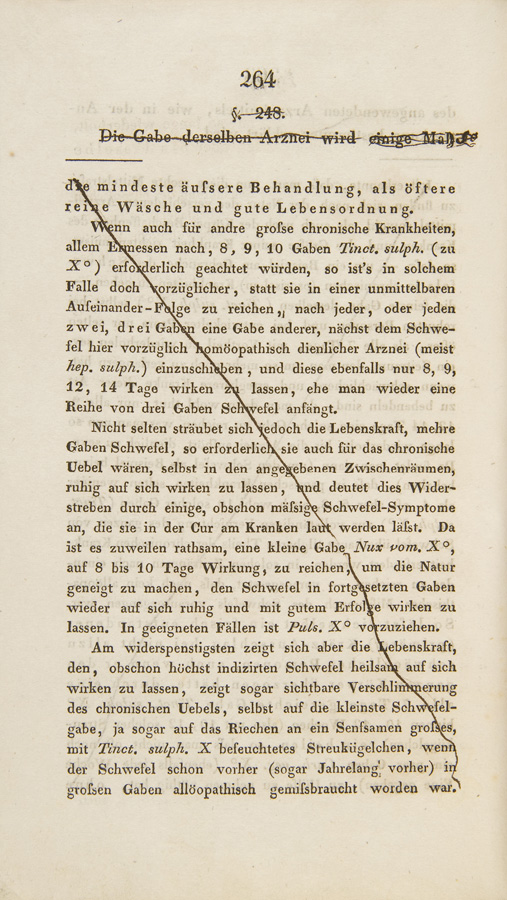 264
§. 248.
Die Gabe derselben Arznei wird einige Mal
die mindeste äufsere Behandlung, als öftere
reine Wäsche und gute Lebensordnung.
Wenn auch für andre grofse chronische Krankheiten,
allem Ermessen nach, 8, 9, 10 Gaben Tinct. sulph. (zu
X°) erforderlich geachtet würden, so ist's in solchem
Falle doch vorzüglicher, statt sie in einer unmittelbaren
Aufeinander-Folge zu reichen, nach jeder, oder jeden
zwei, drei Gaben eine Gabe anderer, nächst dem Schwe-
fel hier vorzüglich homöopathisch dienlicher Arznei (meist
hep. sulph.) einzuschieben, und diese ebenfalls nur 8, 9,
12, 14 Tage wirken zu lassen, ehe man wieder eine
Reihe von drei Gaben Schwefel anfängt.
Nicht selten sträubet sich jedoch die Lebenskraft, mehre
Gaben Schwefel, so erforderlich sie auch für das chronische
Uebel wären, selbst in den angegebenen Zwischenräumen,
ruhig auf sich wirken zu lassen, und deutet dies Wider-
streben durch einige, obschon mäfsige Schwefel-Symptome
an, die sie in der Cur am Kranken laut werden läfst. Da
ist es zuweilen rathsam, eine kleine Gabe Nux vom. X°,
auf 8 bis 10 Tage Wirkung, zu reichen, um die Natur
geneigt zu machen, den Schwefel in fortgesetzten Gaben
wieder auf sich ruhig und mit gutem Erfolge wirken zu
lassen. In geeigneten Fällen ist Puls. X° vorzuziehen.
Am widerspenstigsten zeigt sich aber die Lebenskraft,
den, obschon höchst indizirten Schwefel heilsam auf sich
wirken zu lassen, zeigt sogar sichtbare Verschlimmerung
des chronischen Uebels, selbst auf die kleinste Schwefel-
gabe, ja sogar auf das Riechen an ein Senfsamen grofses,
mit Tinct. sulph. X befeuchtetes Streukügelchen, wenn
der Schwefel schon vorher (sogar Jahrelang vorher) in
grofsen Gaben allöopathisch gemifsbraucht worden war.